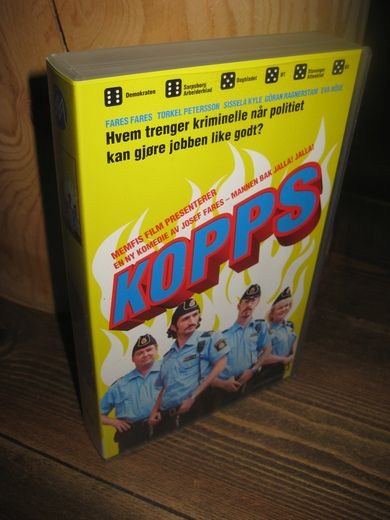 Demokraten
Sarpsborg Arbeiderblad
Dagbladet
BT
Stavanger Aftenblad
FARES FARES TORKEL PETERSSON SISSELA KYLE GÖRAN RAGNERSTAM EVA RÖSE
Hvem trenger kriminelle når politiet
kan gjøre jobben like godt?
MEMFIS FILM PRESENTERER
EN NY KOMEDIE AV JOSEF FARES – MANNEN BAK JALLA! JALLA!
KOPPS